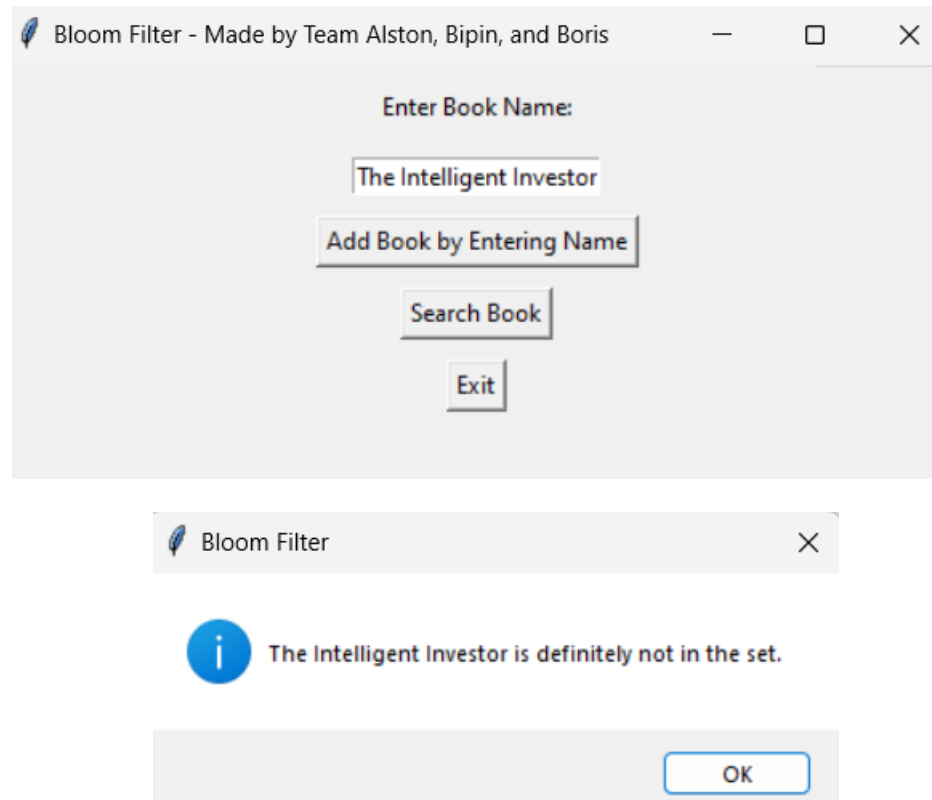 Bloom Filter - Made by Team Alston, Bipin, and Boris
Enter Book Name:
The Intelligent Investor
Add Book by Entering Name
Search Book
Exit
Bloom Filter
The Intelligent Investor is definitely not in the set.
OK